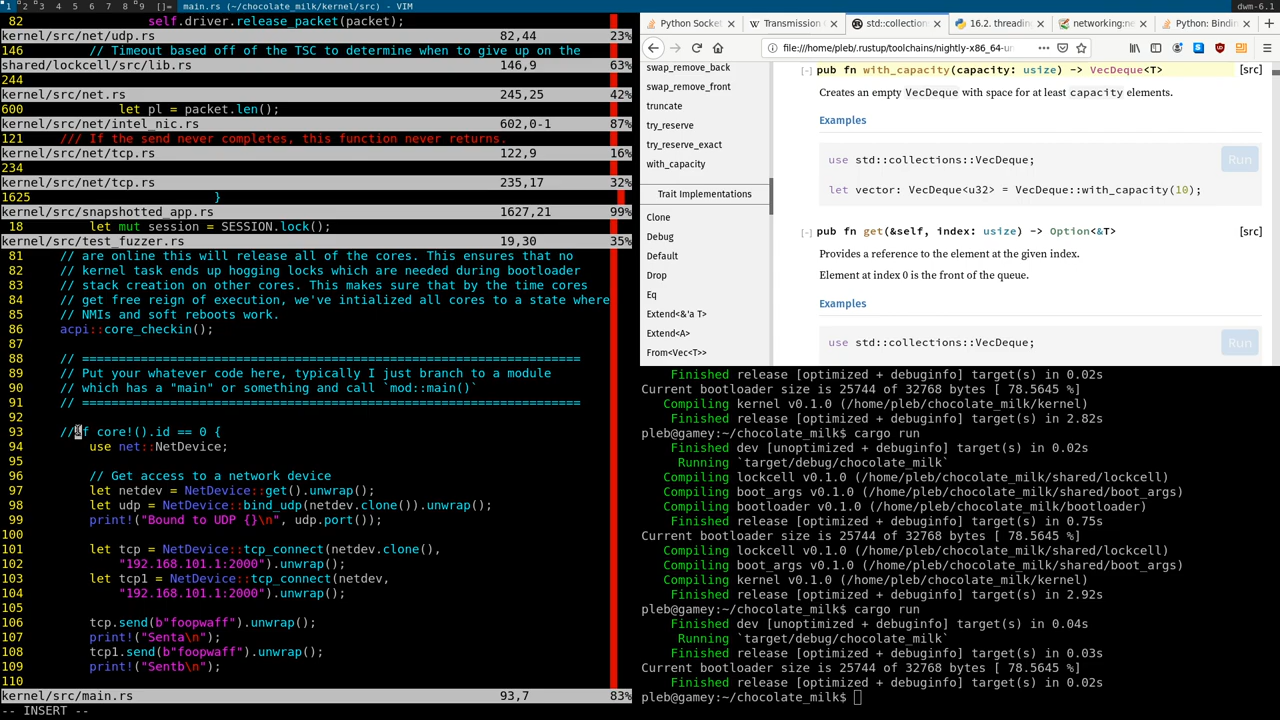 1 2 3 4 5 6 7 8 9 []= main.rs (~/chocolate_milk/kernel/src) - VIM
dwm-6.1
82 self.driver.release_packet(packet);
kernel/src/net/udp.rs 82,44 23%
146 // Timeout based off of the TSC to determine when to give up on the
shared/lockcell/src/lib.rs 146,9 63%
244
kernel/src/net.rs 245,25 42%
600 let pl = packet.len();
kernel/src/net/intel_nic.rs 602,0-1 87%
121 /// If the send never completes, this function never returns.
kernel/src/net/tcp.rs 122,9 16%
234
kernel/src/net/tcp.rs 235,17 32%
1625 }
kernel/src/snapshotted_app.rs 1627,21 99%
18 let mut session = SESSION.lock();
kernel/src/test_fuzzer.rs 19,30 35%
81 // are online this will release all of the cores. This ensures that no
82 // kernel task ends up hogging locks which are needed during bootloader
83 // stack creation on other cores. This makes sure that by the time cores
84 // get free reign of execution, we've intialized all cores to a state where
85 // NMIs and soft reboots work.
86 acpi::core_checkin();
87
88 // =====================================================================
89 // Put your whatever code here, typically I just branch to a module
90 // which has a "main" or something and call `mod::main()`
91 // =====================================================================
92
93 //if core!().id == 0 {
94 use net::NetDevice;
95
96 // Get access to a network device
97 let netdev = NetDevice::get().unwrap();
98 let udp = NetDevice::bind_udp(netdev.clone()).unwrap();
99 print!("Bound to UDP {}\n", udp.port());
100
101 let tcp = NetDevice::tcp_connect(netdev.clone(),
102 "192.168.101.1:2000").unwrap();
103 let tcp1 = NetDevice::tcp_connect(netdev,
104 "192.168.101.1:2000").unwrap();
105
106 tcp.send(b"foopwaff").unwrap();
107 print!("Senta\n");
108 tcp1.send(b"foopwaff").unwrap();
109 print!("Sentb\n");
110
kernel/src/main.rs 93,7 83%
-- INSERT --
Python Socket
Transmission C
std::collection
16.2. threading
networking:ne
Python: Bindin
file:///home/pleb/.rustup/toolchains/nightly-x86_64-u
swap_remove_back
swap_remove_front
truncate
try_reserve
try_reserve_exact
with_capacity
Trait Implementations
Clone
Debug
Default
Drop
Eq
Extend<&'a T>
Extend<A>
From<Vec<T>>
[-] pub fn with_capacity(capacity: usize) -> VecDeque<T> [src]
Creates an empty VecDeque with space for at least capacity elements.
Examples
use std::collections::VecDeque;
Run
let vector: VecDeque<u32> = VecDeque::with_capacity(10);
[-] pub fn get(&self, index: usize) -> Option<&T> [src]
Provides a reference to the element at the given index.
Element at index 0 is the front of the queue.
Examples
use std::collections::VecDeque;
Run
Finished release [optimized + debuginfo] target(s) in 0.02s
Current bootloader size is 25744 of 32768 bytes [ 78.5645 %]
Compiling kernel v0.1.0 (/home/pleb/chocolate_milk/kernel)
Finished release [optimized + debuginfo] target(s) in 2.82s
pleb@gamey:~/chocolate_milk$ cargo run
Finished dev [unoptimized + debuginfo] target(s) in 0.02s
Running `target/debug/chocolate_milk`
Compiling lockcell v0.1.0 (/home/pleb/chocolate_milk/shared/lockcell)
Compiling boot_args v0.1.0 (/home/pleb/chocolate_milk/shared/boot_args)
Compiling bootloader v0.1.0 (/home/pleb/chocolate_milk/bootloader)
Finished release [optimized + debuginfo] target(s) in 0.75s
Current bootloader size is 25744 of 32768 bytes [ 78.5645 %]
Compiling lockcell v0.1.0 (/home/pleb/chocolate_milk/shared/lockcell)
Compiling boot_args v0.1.0 (/home/pleb/chocolate_milk/shared/boot_args)
Compiling kernel v0.1.0 (/home/pleb/chocolate_milk/kernel)
Finished release [optimized + debuginfo] target(s) in 2.92s
pleb@gamey:~/chocolate_milk$ cargo run
Finished dev [unoptimized + debuginfo] target(s) in 0.04s
Running `target/debug/chocolate_milk`
Finished release [optimized + debuginfo] target(s) in 0.03s
Current bootloader size is 25744 of 32768 bytes [ 78.5645 %]
Finished release [optimized + debuginfo] target(s) in 0.02s
pleb@gamey:~/chocolate_milk$